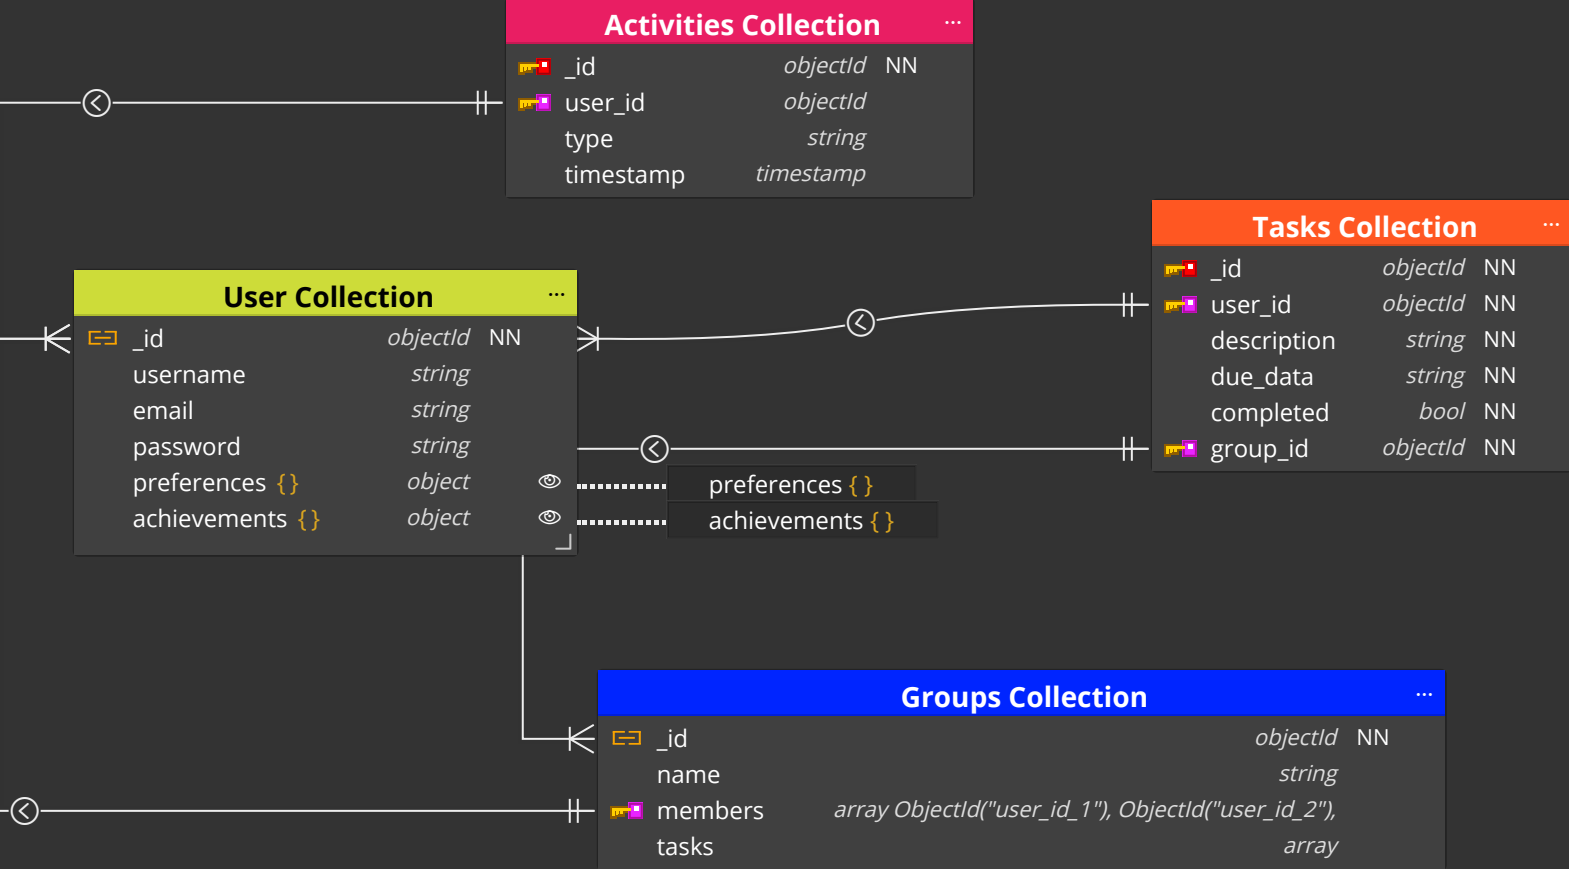 Activities Collection ...
_id objectId NN
user_id objectId
type string
timestamp timestamp
Tasks Collection ...
_id objectId NN
user_id objectId NN
description string NN
due_data string NN
completed bool NN
group_id objectId NN
User Collection ...
_id objectId NN
username string
email string
password string
preferences {} object
achievements {} object
preferences {}
achievements {}
Groups Collection ...
_id objectId NN
name string
members array ObjectId("user_id_1"), ObjectId("user_id_2"),
tasks array